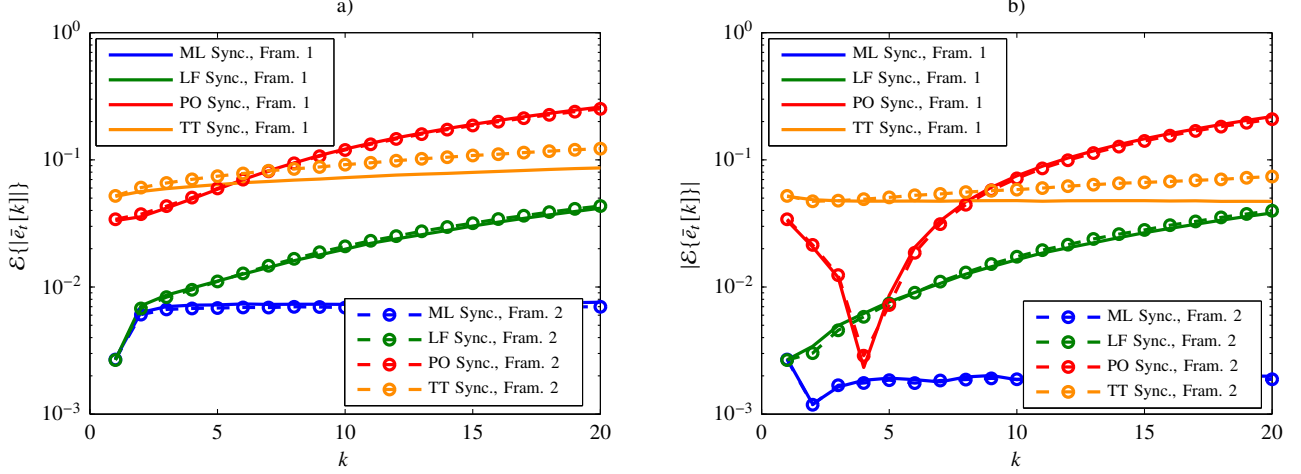 a)
10^0
10^-1
10^-2
10^-3
ℰ{|ē_t[k]|}
ML Sync., Fram. 1
LF Sync., Fram. 1
PO Sync., Fram. 1
TT Sync., Fram. 1
ML Sync., Fram. 2
LF Sync., Fram. 2
PO Sync., Fram. 2
TT Sync., Fram. 2
0 5 10 15 20
k
b)
10^0
10^-1
10^-2
10^-3
|ℰ{ē_t[k]}|
ML Sync., Fram. 1
LF Sync., Fram. 1
PO Sync., Fram. 1
TT Sync., Fram. 1
ML Sync., Fram. 2
LF Sync., Fram. 2
PO Sync., Fram. 2
TT Sync., Fram. 2
0 5 10 15 20
k